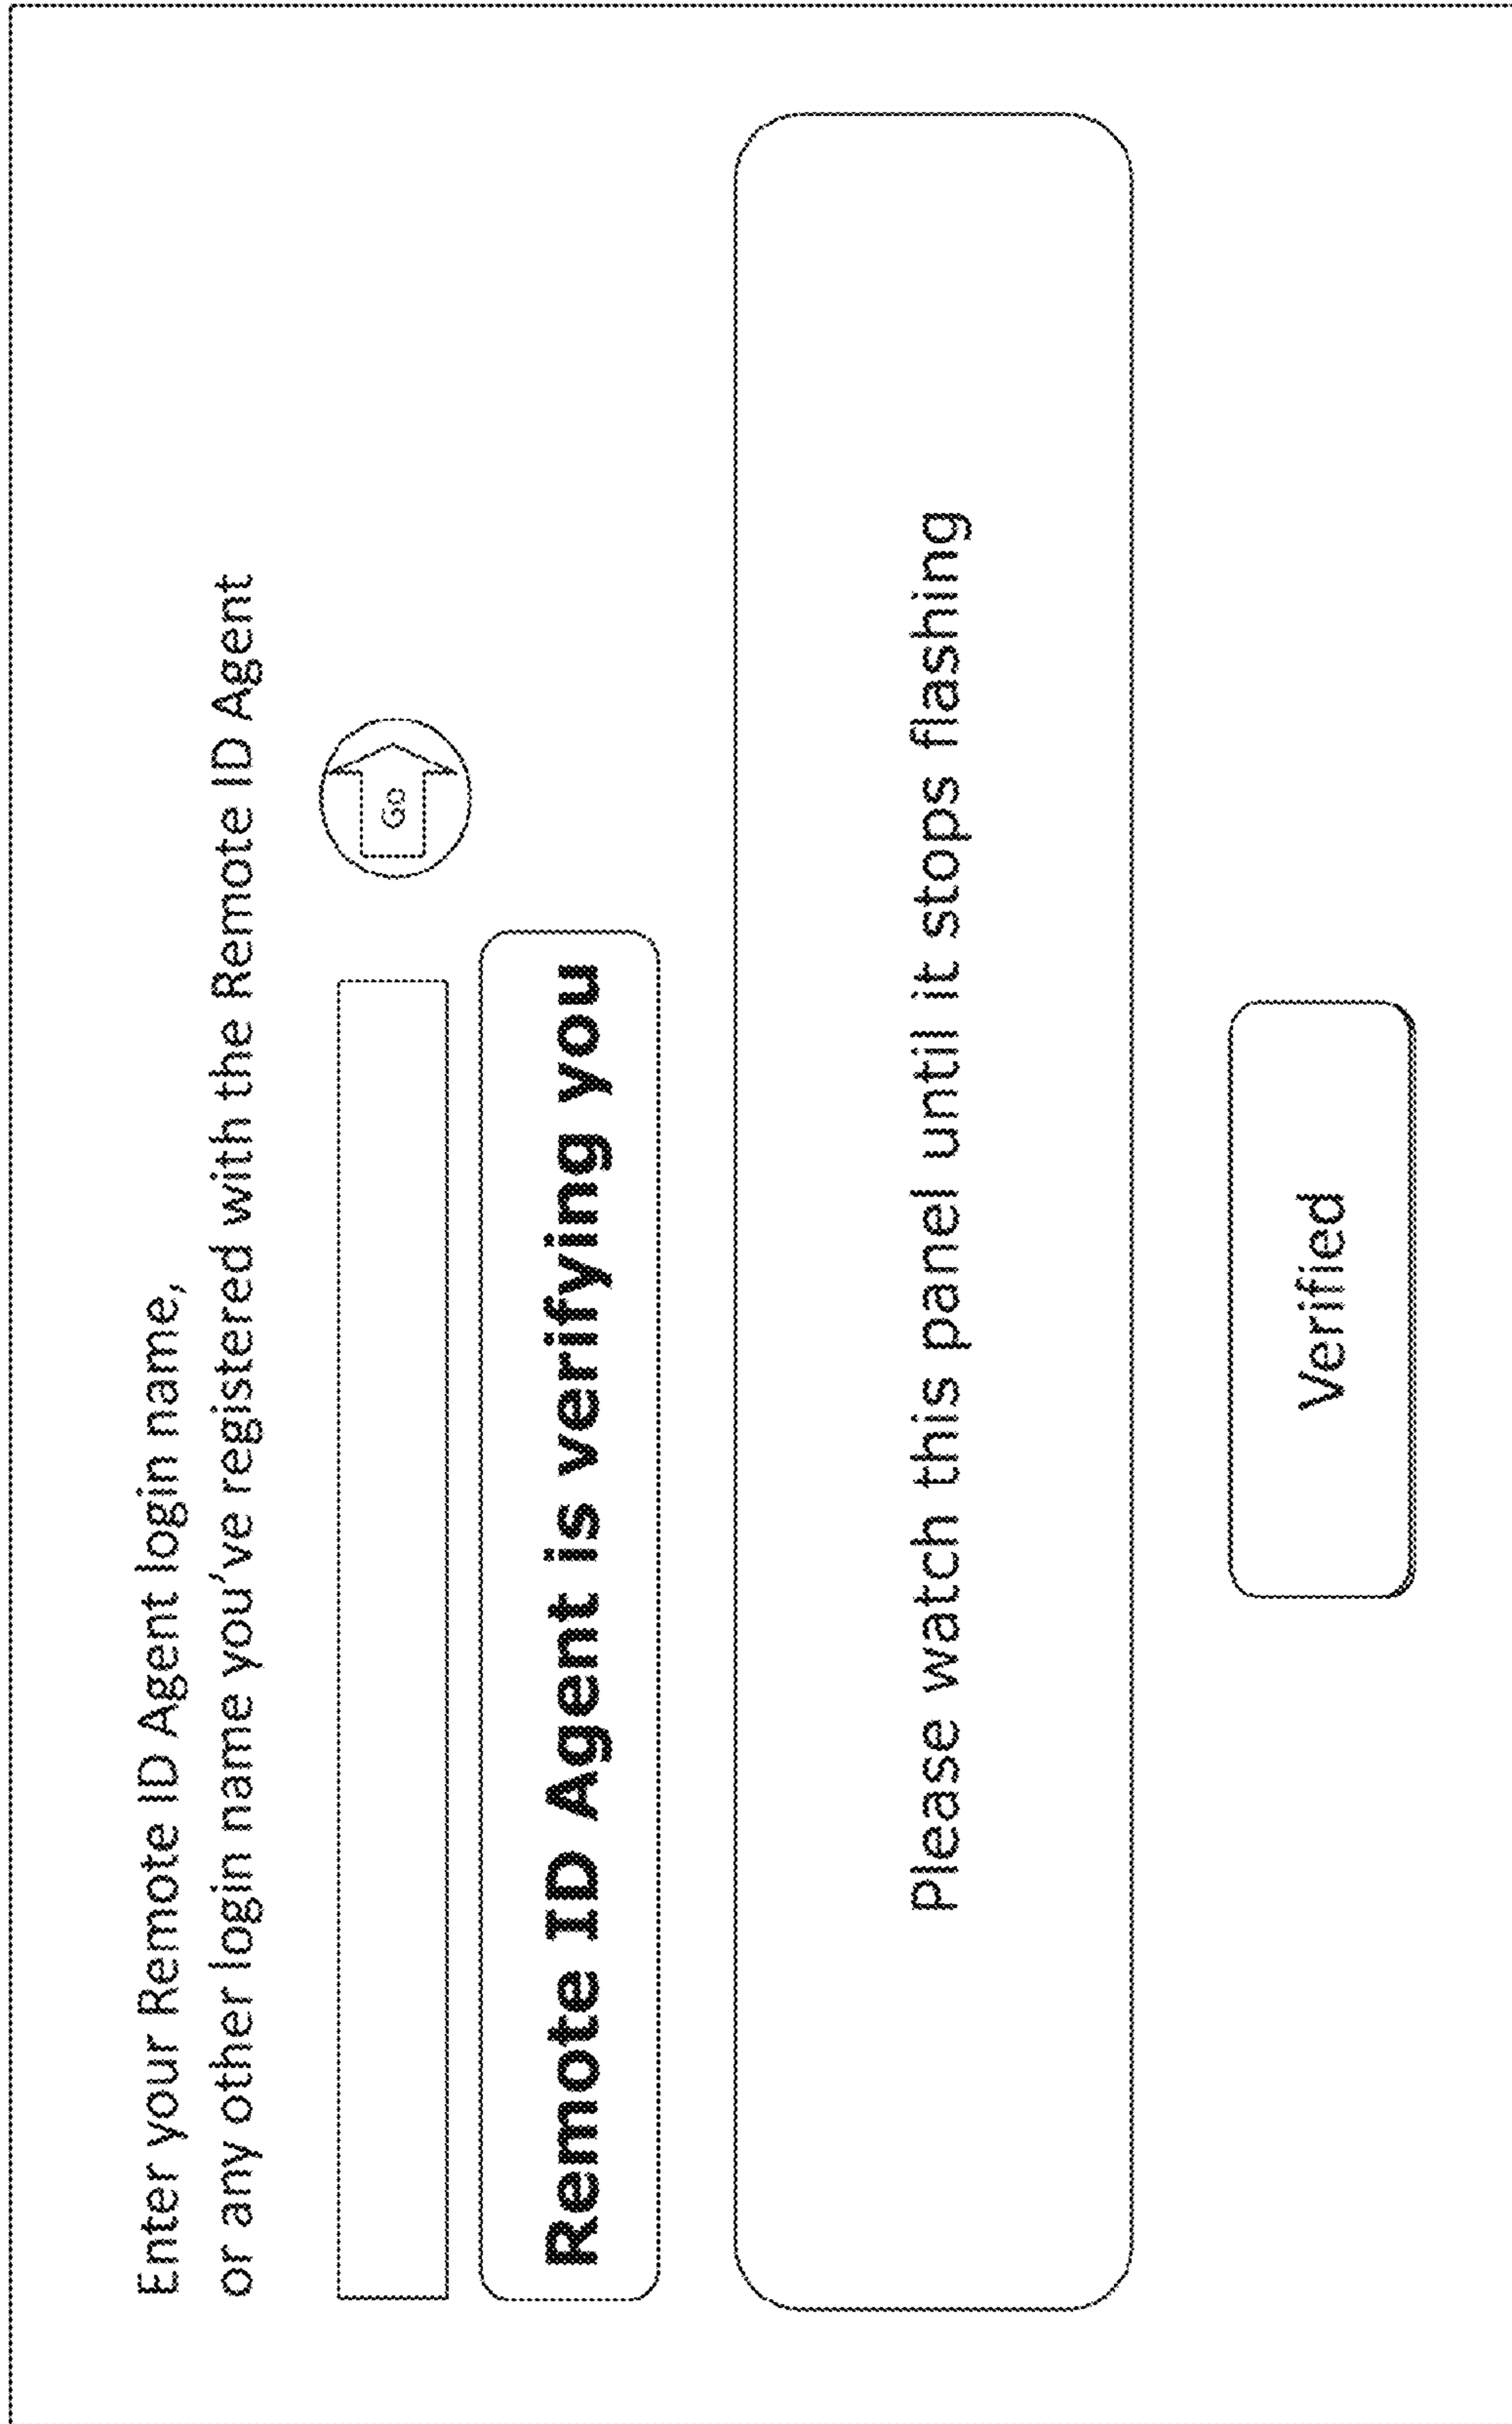 Enter your Remote ID Agent login name,
or any other login name you've registered with the Remote ID Agent
Go
Remote ID Agent is verifying you
Please watch this panel until it stops flashing
Verified